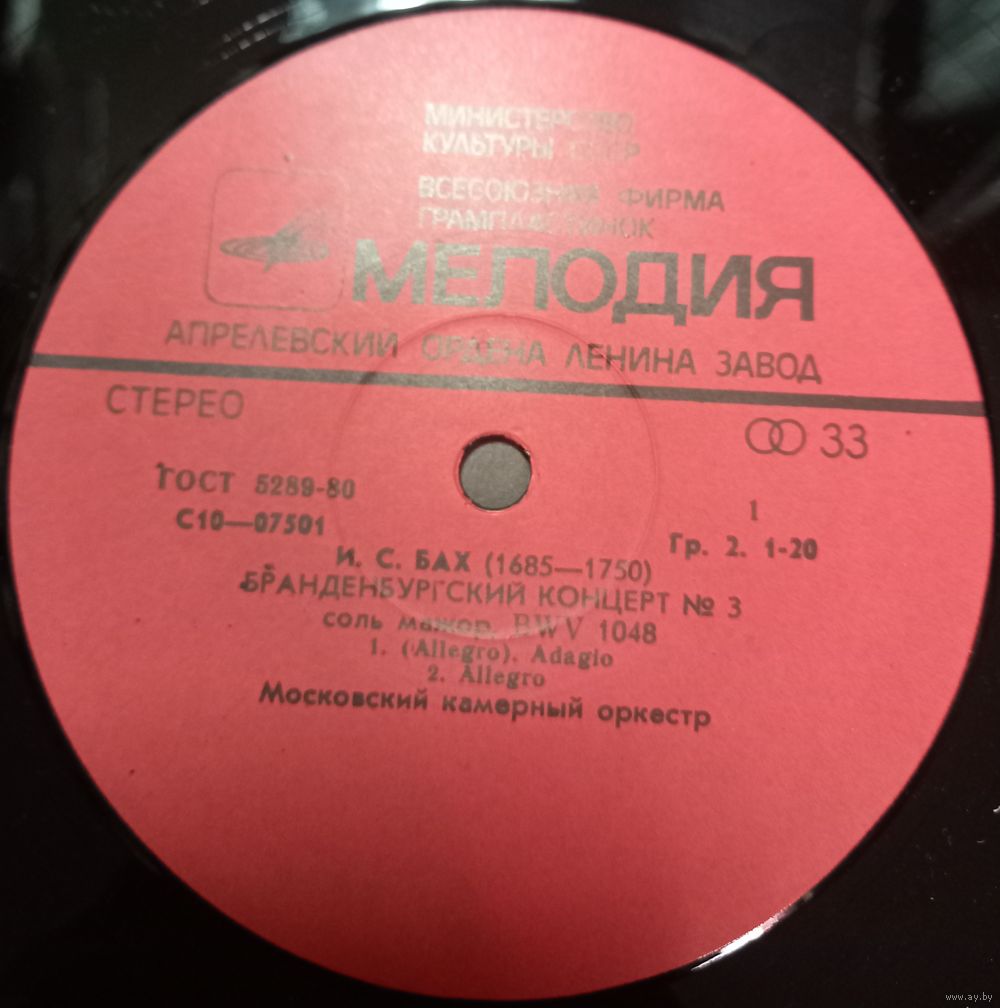 МИНИСТЕРСТВО
КУЛЬТУРЫ СССР
ВСЕСОЮЗНАЯ ФИРМА
ГРАМПЛАСТИНОК
МЕЛОДИЯ
АПРЕЛЕВСКИЙ ОРДЕНА ЛЕНИНА ЗАВОД
СТЕРЕО
33
ГОСТ 5289-80
С10—07501
1
Гр. 2. 1-20
И. С. БАХ (1685—1750)
БРАНДЕНБУРГСКИЙ КОНЦЕРТ № 3
соль мажор, BWV 1048
1. (Allegro). Adagio
2. Allegro
Московский камерный оркестр
www.ay.by